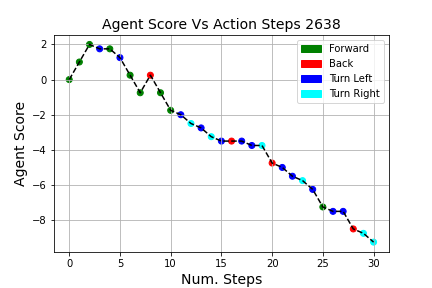 Agent Score Vs Action Steps 2638
Agent Score
2
0
−2
−4
−6
−8
Forward
Back
Turn Left
Turn Right
0 5 10 15 20 25 30
Num. Steps